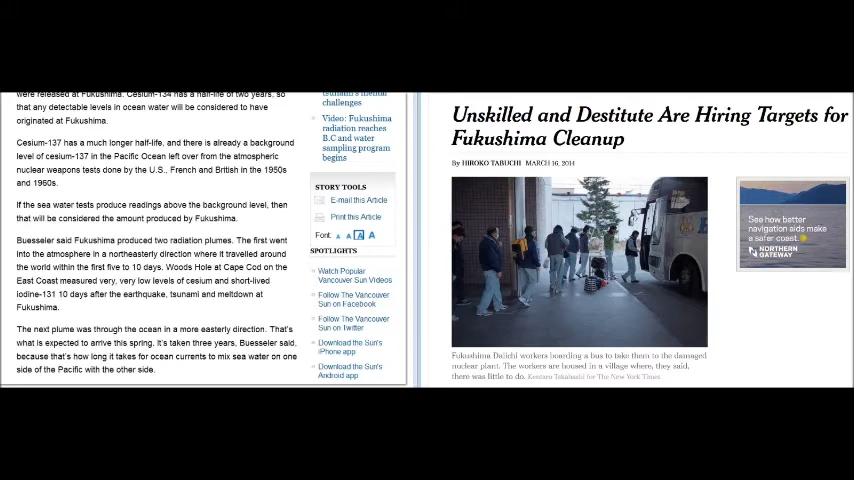 were released at Fukushima. Cesium-134 has a half-life of two years, so
that any detectable levels in ocean water will be considered to have
originated at Fukushima.
Cesium-137 has a much longer half-life, and there is already a background
level of cesium-137 in the Pacific Ocean left over from the atmospheric
nuclear weapons tests done by the U.S., French and British in the 1950s
and 1960s.
If the sea water tests produce readings above the background level, then
that will be considered the amount produced by Fukushima.
Buesseler said Fukushima produced two radiation plumes. The first went
into the atmosphere in a northeasterly direction where it travelled around
the world within the first five to 10 days. Woods Hole at Cape Cod on the
East Coast measured very, very low levels of cesium and short-lived
iodine-131 10 days after the earthquake, tsunami and meltdown at
Fukushima.
The next plume was through the ocean in a more easterly direction. That's
what is expected to arrive this spring. It's taken three years, Buesseler said,
because that's how long it takes for ocean currents to mix sea water on one
side of the Pacific with the other side.
tsunami's mental
challenges
Video: Fukushima
radiation reaches
B.C and water
sampling program
begins
STORY TOOLS
E-mail this Article
Print this Article
Font: A A A A
SPOTLIGHTS
Watch Popular
Vancouver Sun Videos
Follow The Vancouver
Sun on Facebook
Follow The Vancouver
Sun on Twitter
Download the Sun's
iPhone app
Download the Sun's
Android app
Unskilled and Destitute Are Hiring Targets for
Fukushima Cleanup
By HIROKO TABUCHI MARCH 16, 2014
See how better
navigation aids make
a safer coast.
NORTHERN
GATEWAY
Fukushima Daiichi workers boarding a bus to take them to the damaged
nuclear plant. The workers are housed in a village where, they said,
there was little to do. Kentaro Takahashi for The New York Times